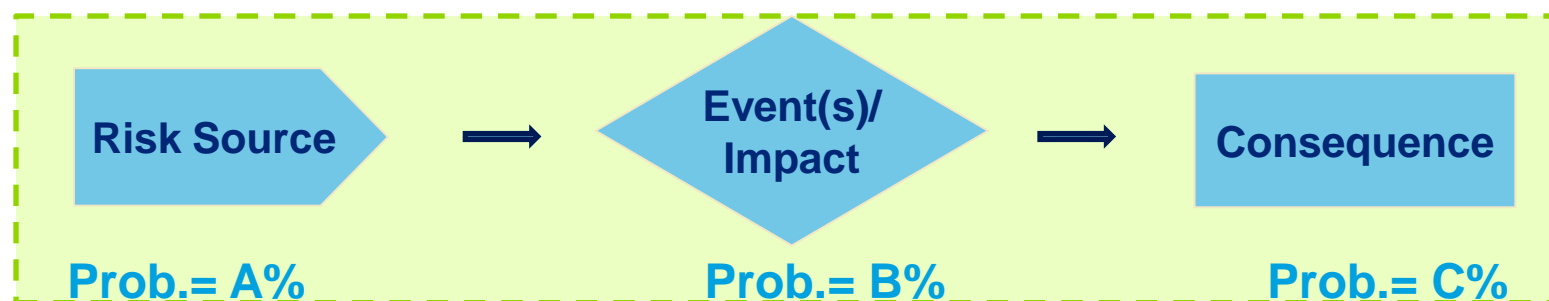 Risk Source
Event(s)/
Impact
Consequence
Prob.= A%
Prob.= B%
Prob.= C%